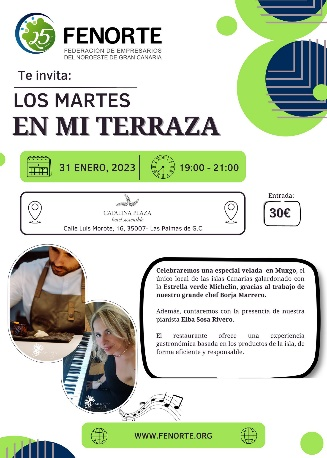 25
FENORTE
FEDERACIÓN DE EMPRESARIOS
DEL NOROESTE DE GRAN CANARIA
Te invita:
LOS MARTES
EN MI TERRAZA
31 ENERO, 2023
19:00 - 21:00
CATALINA PLAZA
Calle Luis Morote, 16, 35007- Las Palmas de G.C
Entrada:
30€
Celebraremos una especial velada en Muxgo, el
único local de las islas Canarias galardonado con
la Estrella verde Michelin, gracias al trabajo de
nuestro grande chef Borja Marrero.
Además, contaremos con la presencia de nuestra
pianista Elba Sosa Rivero.
El restaurante ofrece una experiencia
gastronómica basada en los productos de la isla, de
forma eficiente y responsable.
WWW.FENORTE.ORG